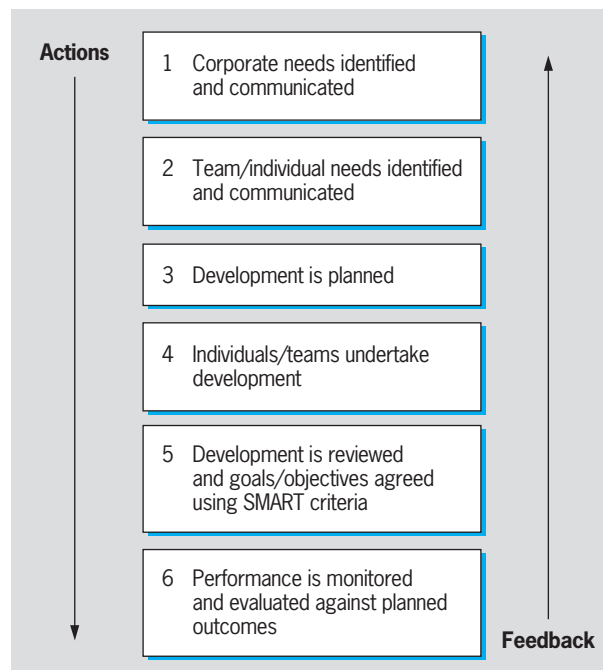 Actions
1 Corporate needs identified
and communicated
2 Team/individual needs identified
and communicated
3 Development is planned
4 Individuals/teams undertake
development
5 Development is reviewed
and goals/objectives agreed
using SMART criteria
6 Performance is monitored
and evaluated against planned
outcomes
Feedback